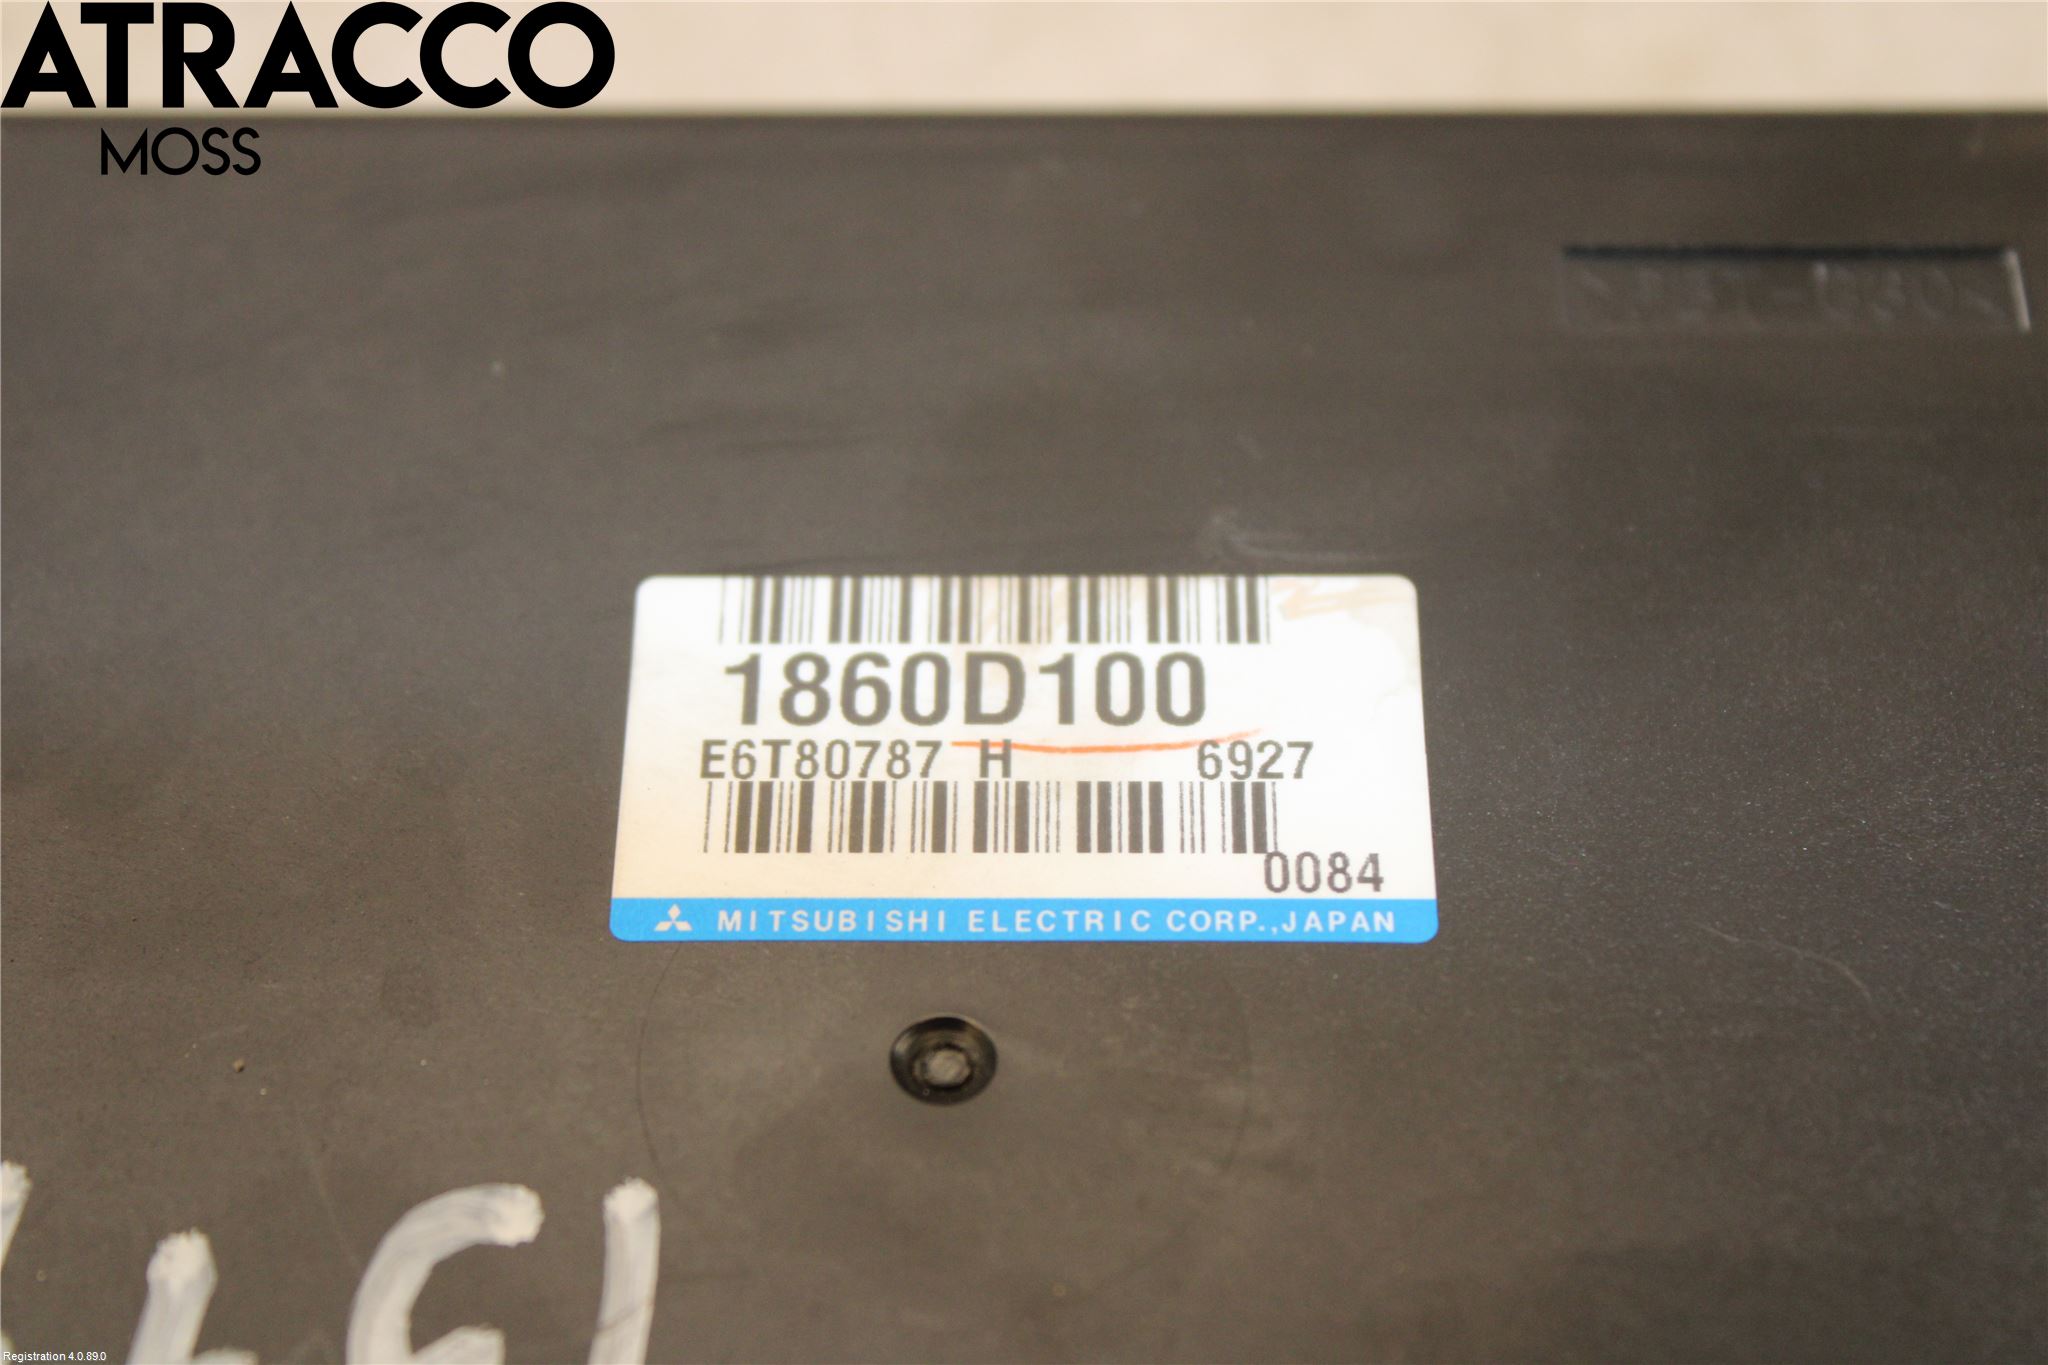 ATRACCO
MOSS
1860D100
E6T80787 H 6927
0084
MITSUBISHI ELECTRIC CORP.,JAPAN
Registration 4.0.89.0